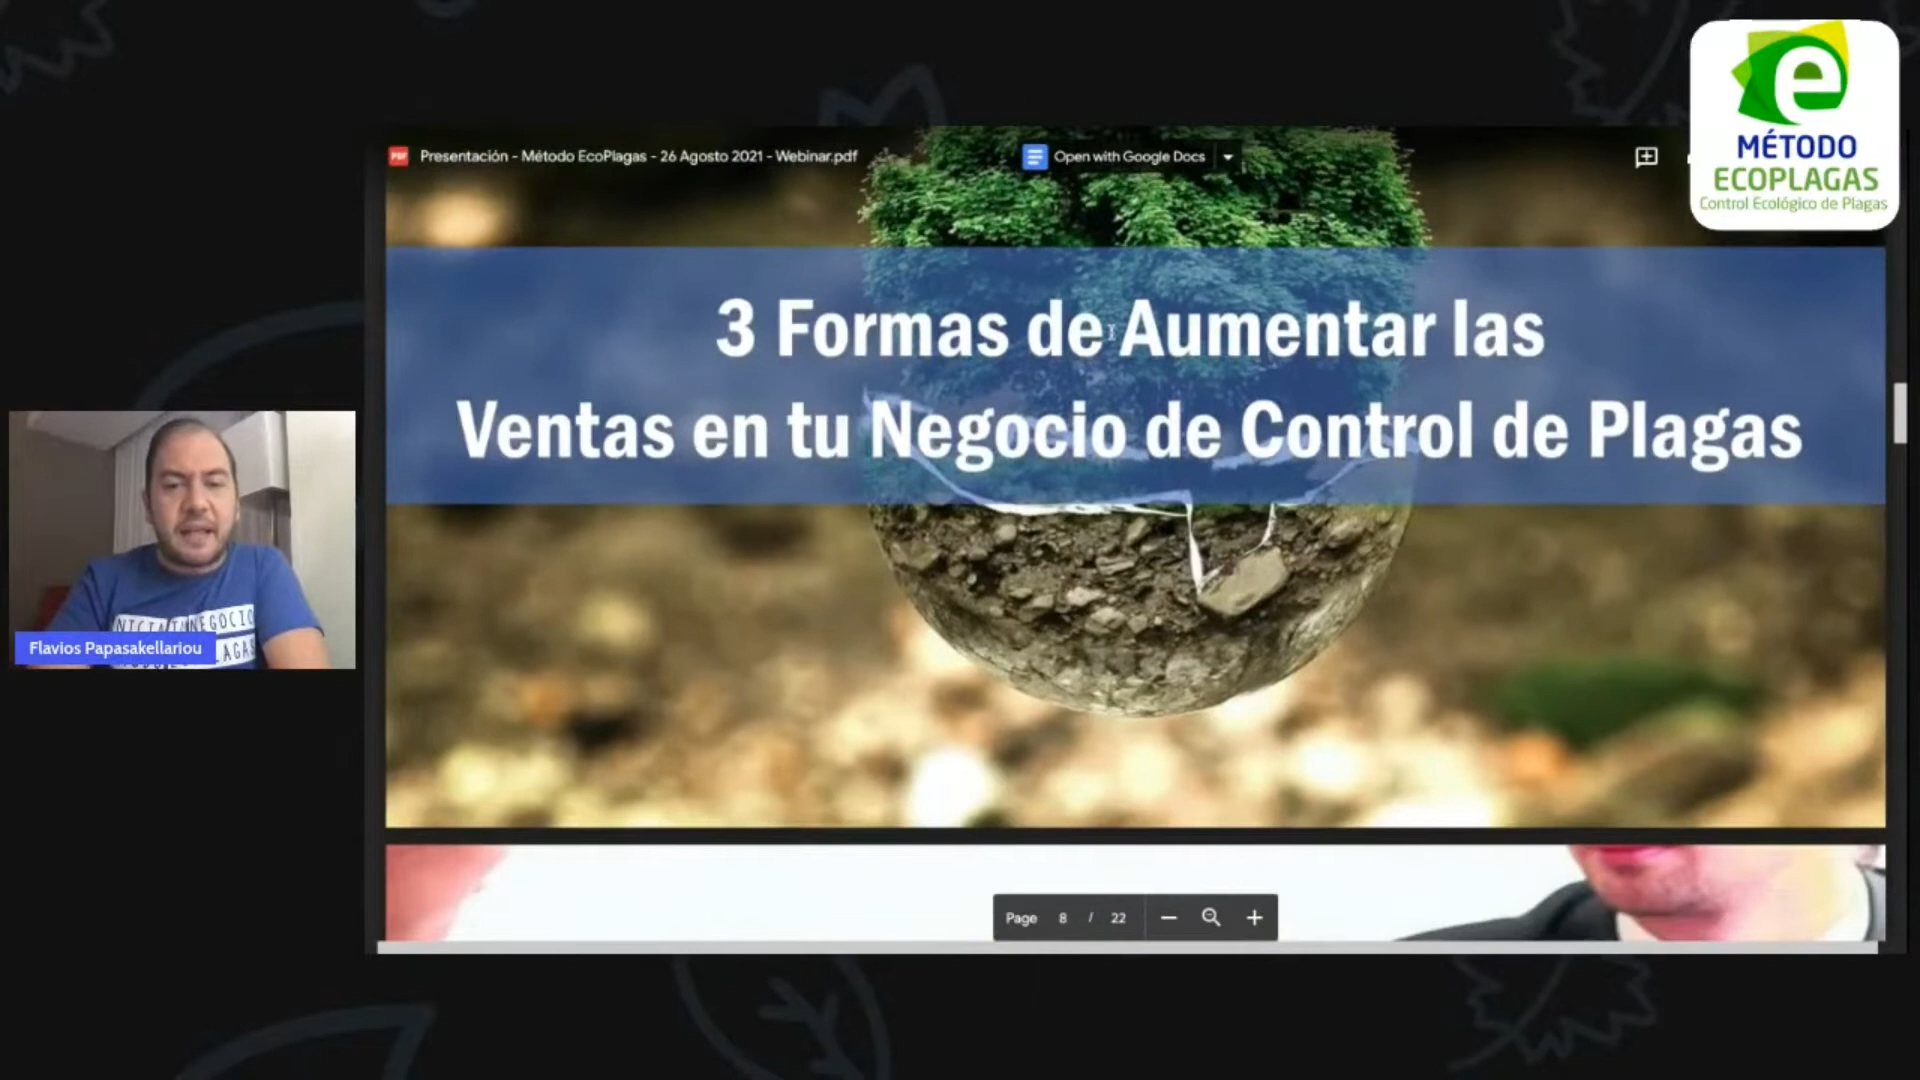 Presentación - Método EcoPlagas - 26 Agosto 2021 - Webinar.pdf
Open with Google Docs
e
MÉTODO
ECOPLAGAS
Control Ecológico de Plagas
3 Formas de Aumentar las
Ventas en tu Negocio de Control de Plagas
NEGOCIO
Flavios Papasakellariou
Page 8 / 22